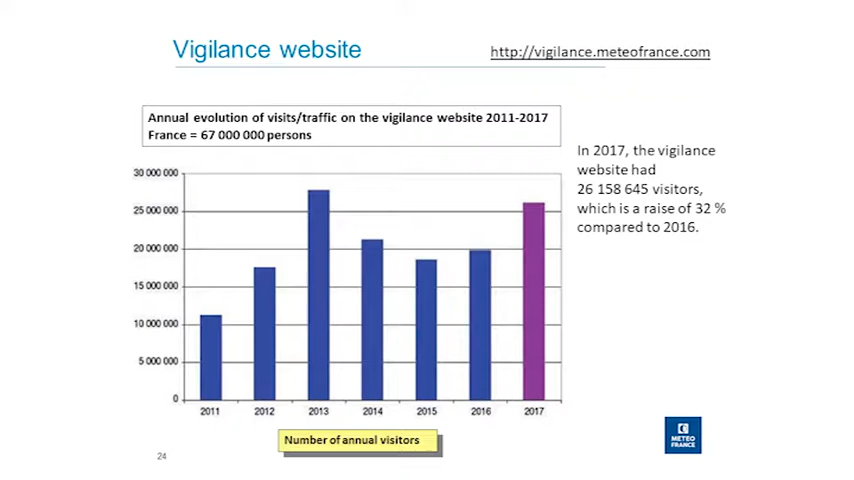 Vigilance website
http://vigilance.meteofrance.com
Annual evolution of visits/traffic on the vigilance website 2011-2017
France = 67 000 000 persons
In 2017, the vigilance
website had
26 158 645 visitors,
which is a raise of 32 %
compared to 2016.
30 000 000
25 000 000
20 000 000
15 000 000
10 000 000
5 000 000
0
2011 2012 2013 2014 2015 2016 2017
Number of annual visitors
METEO
FRANCE
24